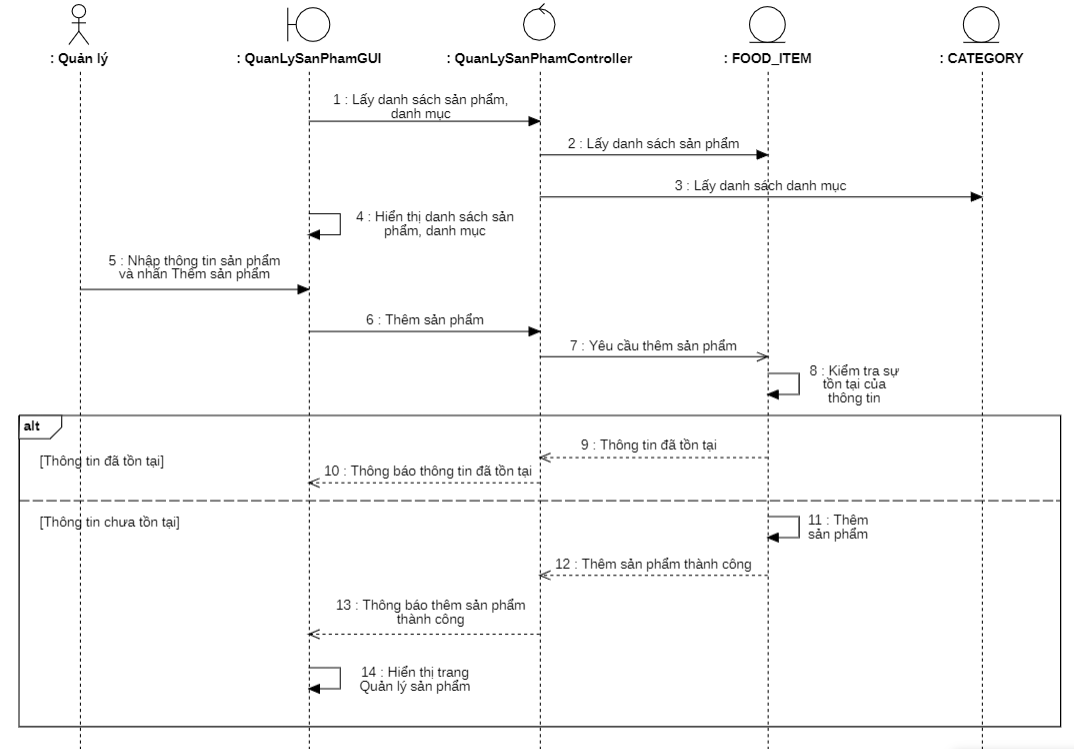 : Quản lý
: QuanLySanPhamGUI
: QuanLySanPhamController
: FOOD_ITEM
: CATEGORY
1 : Lấy danh sách sản phẩm,
danh mục
2 : Lấy danh sách sản phẩm
3 : Lấy danh sách danh mục
4 : Hiển thị danh sách sản
phẩm, danh mục
5 : Nhập thông tin sản phẩm
và nhấn Thêm sản phẩm
6 : Thêm sản phẩm
7 : Yêu cầu thêm sản phẩm
8 : Kiểm tra sự
tồn tại của
thông tin
alt
[Thông tin đã tồn tại]
9 : Thông tin đã tồn tại
10 : Thông báo thông tin đã tồn tại
[Thông tin chưa tồn tại]
11 : Thêm
sản phẩm
12 : Thêm sản phẩm thành công
13 : Thông báo thêm sản phẩm
thành công
14 : Hiển thị trang
Quản lý sản phẩm